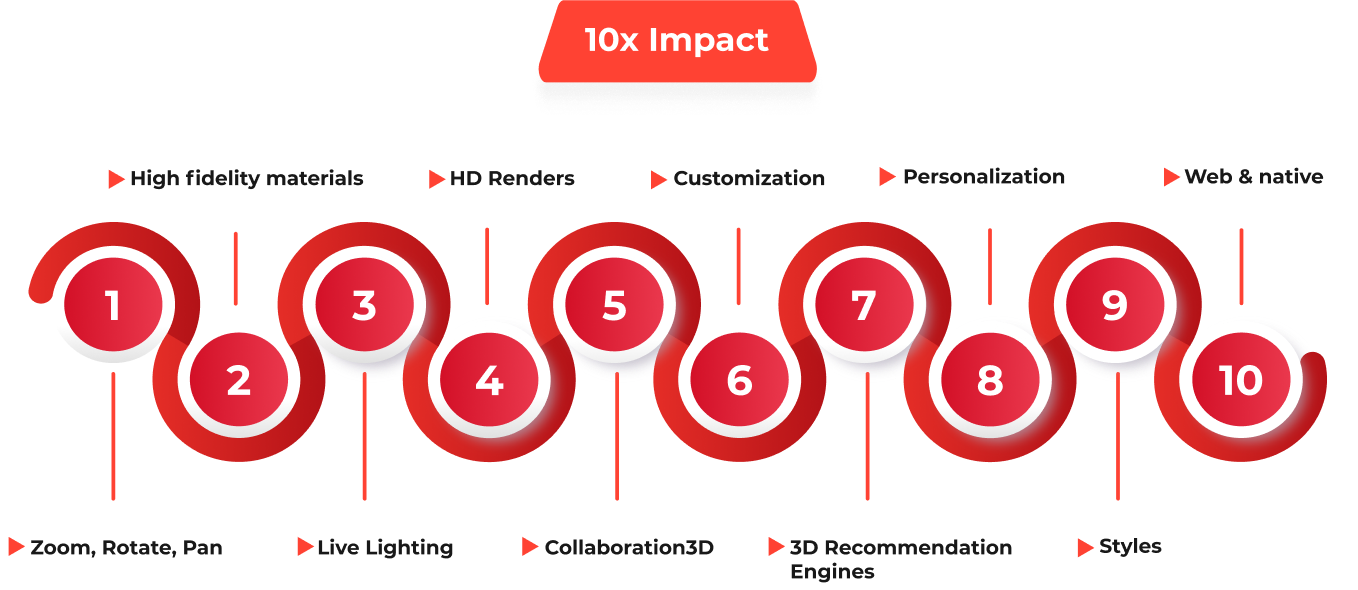 10x Impact
High fidelity materials
HD Renders
Customization
Personalization
Web & native
1
2
3
4
5
6
7
8
9
10
Zoom, Rotate, Pan
Live Lighting
Collaboration3D
3D Recommendation
Engines
Styles